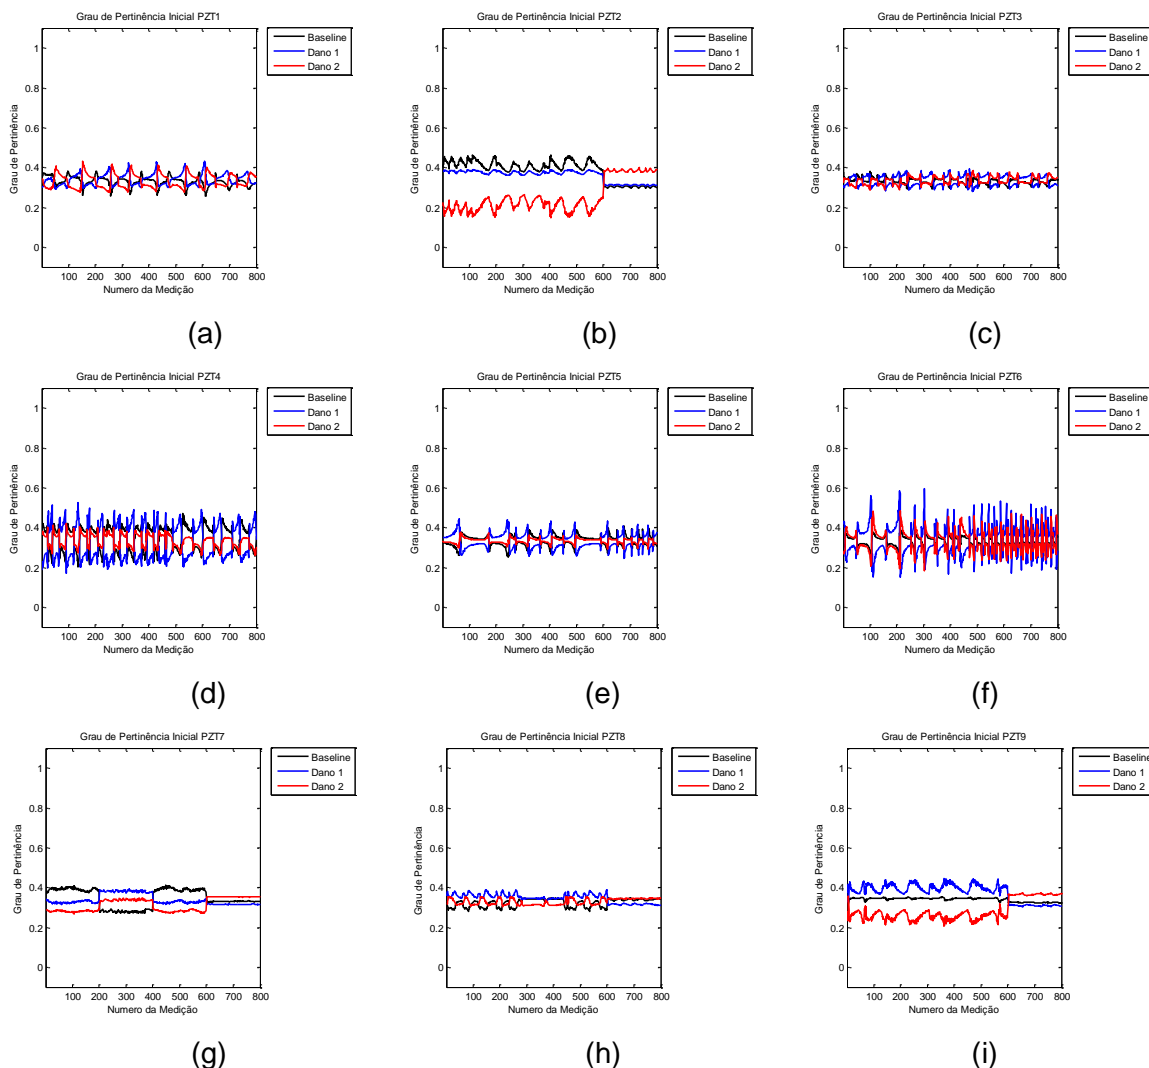 Grau de Pertinência Inicial PZT1
Baseline
Dano 1
Dano 2
Grau de Pertinência
1
0.8
0.6
0.4
0.2
0
100 200 300 400 500 600 700 800
Numero da Medição
(a)
Grau de Pertinência Inicial PZT2
Baseline
Dano 1
Dano 2
Grau de Pertinência
1
0.8
0.6
0.4
0.2
0
100 200 300 400 500 600 700 800
Numero da Medição
(b)
Grau de Pertinência Inicial PZT3
Baseline
Dano 1
Dano 2
Grau de Pertinência
1
0.8
0.6
0.4
0.2
0
100 200 300 400 500 600 700 800
Numero da Medição
(c)
Grau de Pertinência Inicial PZT4
Baseline
Dano 1
Dano 2
Grau de Pertinência
1
0.8
0.6
0.4
0.2
0
100 200 300 400 500 600 700 800
Numero da Medição
(d)
Grau de Pertinência Inicial PZT5
Baseline
Dano 1
Dano 2
Grau de Pertinência
1
0.8
0.6
0.4
0.2
0
100 200 300 400 500 600 700 800
Numero da Medição
(e)
Grau de Pertinência Inicial PZT6
Baseline
Dano 1
Dano 2
Grau de Pertinência
1
0.8
0.6
0.4
0.2
0
100 200 300 400 500 600 700 800
Numero da Medição
(f)
Grau de Pertinência Inicial PZT7
Baseline
Dano 1
Dano 2
Grau de Pertinência
1
0.8
0.6
0.4
0.2
0
100 200 300 400 500 600 700 800
Numero da Medição
(g)
Grau de Pertinência Inicial PZT8
Baseline
Dano 1
Dano 2
Grau de Pertinência
1
0.8
0.6
0.4
0.2
0
100 200 300 400 500 600 700 800
Numero da Medição
(h)
Grau de Pertinência Inicial PZT9
Baseline
Dano 1
Dano 2
Grau de Pertinência
1
0.8
0.6
0.4
0.2
0
100 200 300 400 500 600 700 800
Numero da Medição
(i)